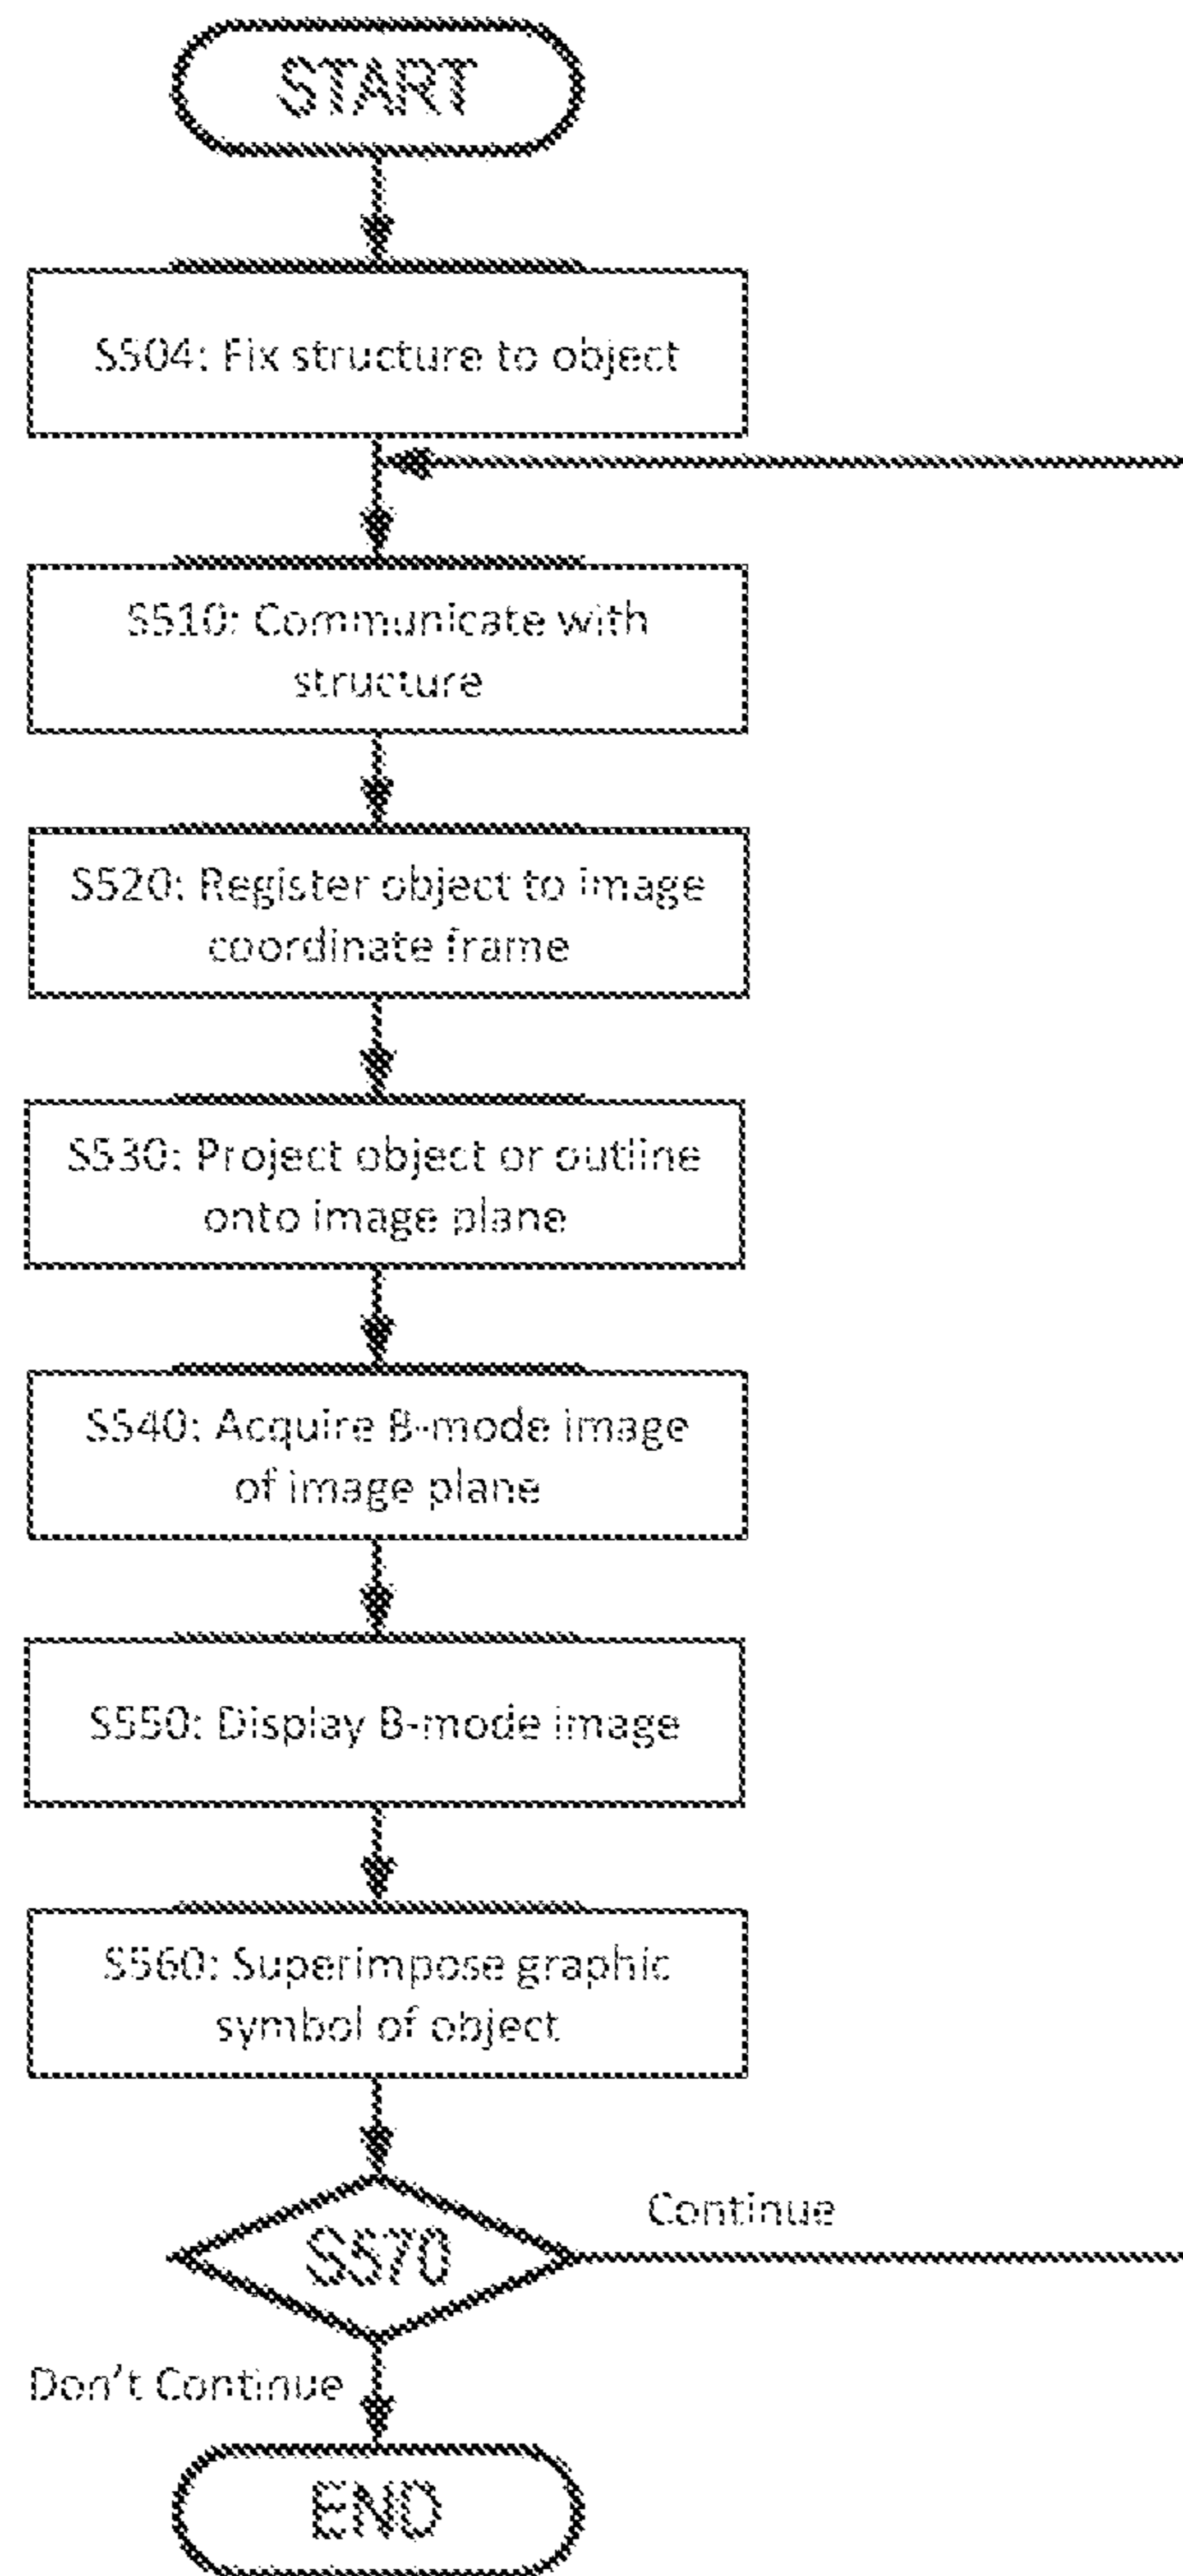 START
S504: Fix structure to object
S510: Communicate with
structure
S520: Register object to image
coordinate frame
S530: Project object or outline
onto image plane
S540: Acquire B-mode image
of image plane
S550: Display B-mode image
S560: Superimpose graphic
symbol of object
S570
Continue
Don't Continue
END